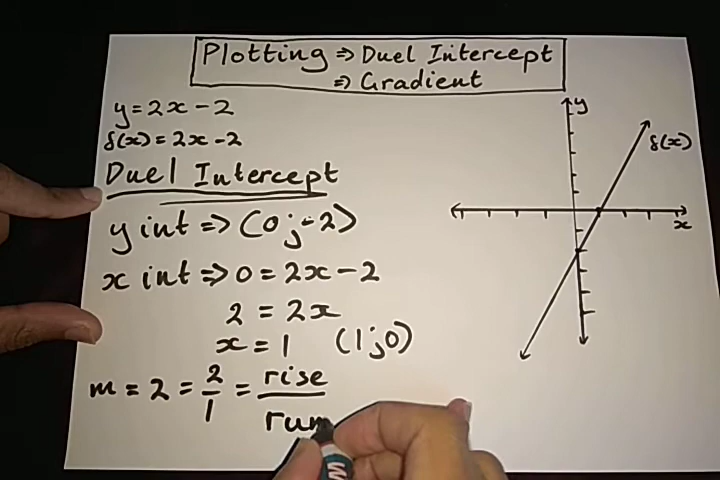 Plotting ⇒ Duel Intercept
⇒ Gradient
y = 2x - 2
f(x) = 2x - 2
Duel Intercept
y int ⇒ (0;-2)
x int ⇒ 0 = 2x - 2
2 = 2x
x = 1 (1;0)
m = 2 = 2/1 = rise/run
y
f(x)
x